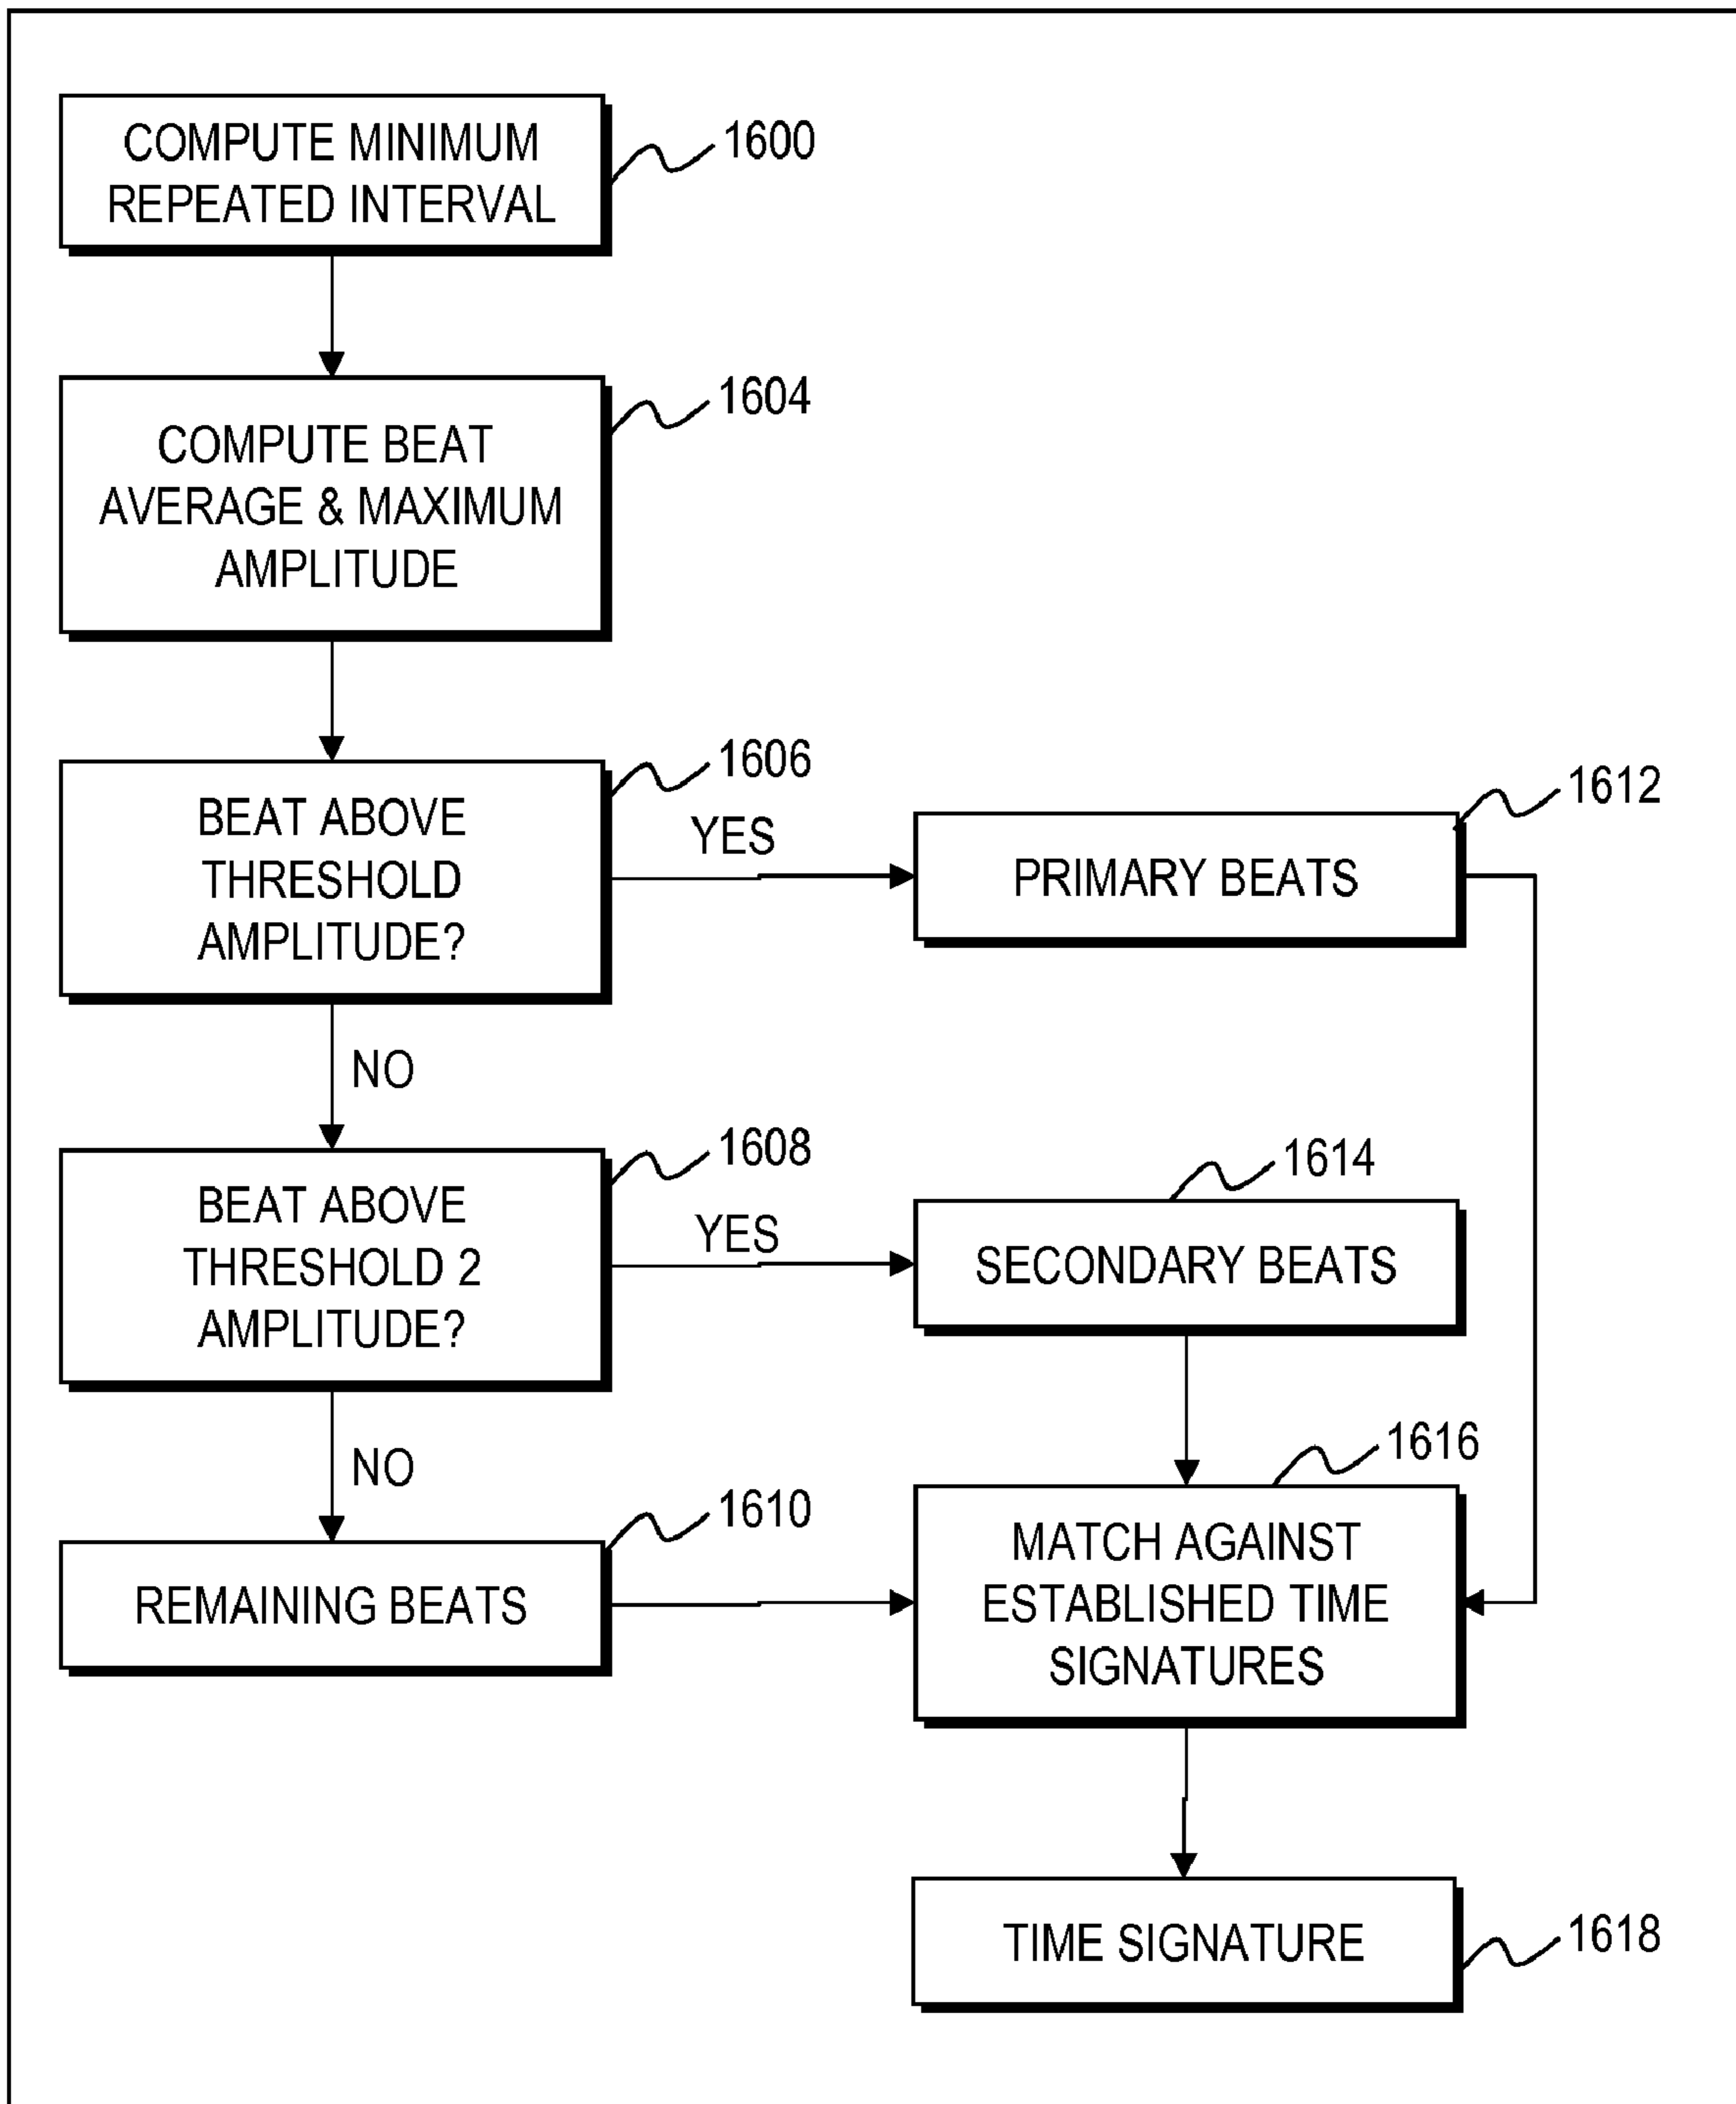 COMPUTE MINIMUM
REPEATED INTERVAL
1600
COMPUTE BEAT
AVERAGE & MAXIMUM
AMPLITUDE
1604
BEAT ABOVE
THRESHOLD
AMPLITUDE?
1606
YES
PRIMARY BEATS
1612
NO
BEAT ABOVE
THRESHOLD 2
AMPLITUDE?
1608
YES
SECONDARY BEATS
1614
NO
REMAINING BEATS
1610
MATCH AGAINST
ESTABLISHED TIME
SIGNATURES
1616
TIME SIGNATURE
1618